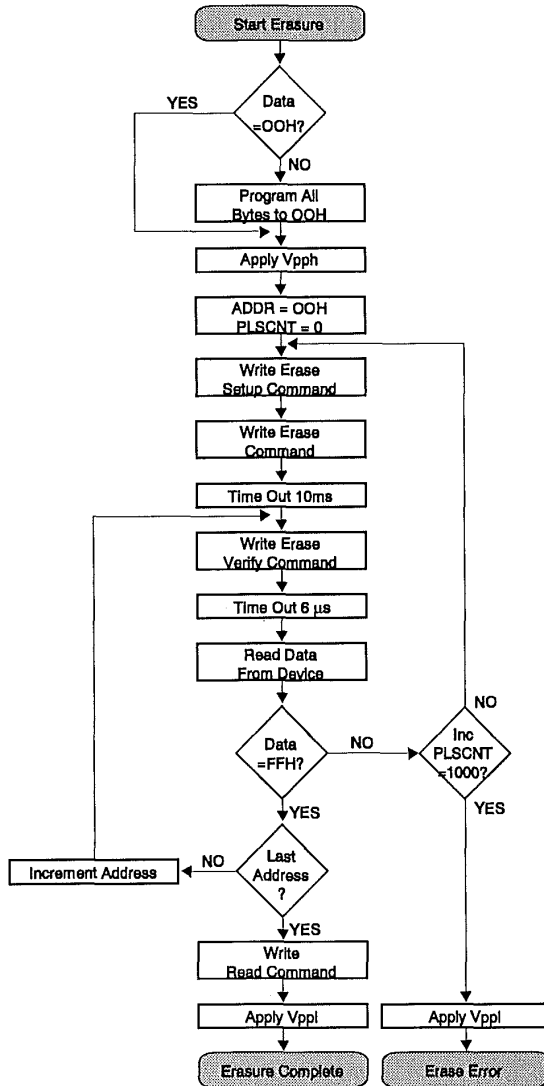 Start Erasure
Data
=OOH?
YES
NO
Program All
Bytes to OOH
Apply Vpph
ADDR = OOH
PLSCNT = 0
Write Erase
Setup Command
Write Erase
Command
Time Out 10ms
Write Erase
Verify Command
Time Out 6 µs
Read Data
From Device
Data
=FFH?
NO
Inc
PLSCNT
=1000?
NO
YES
YES
Last
Address
?
NO
Increment Address
YES
Write
Read Command
Apply Vppl
Apply Vppl
Erasure Complete
Erase Error